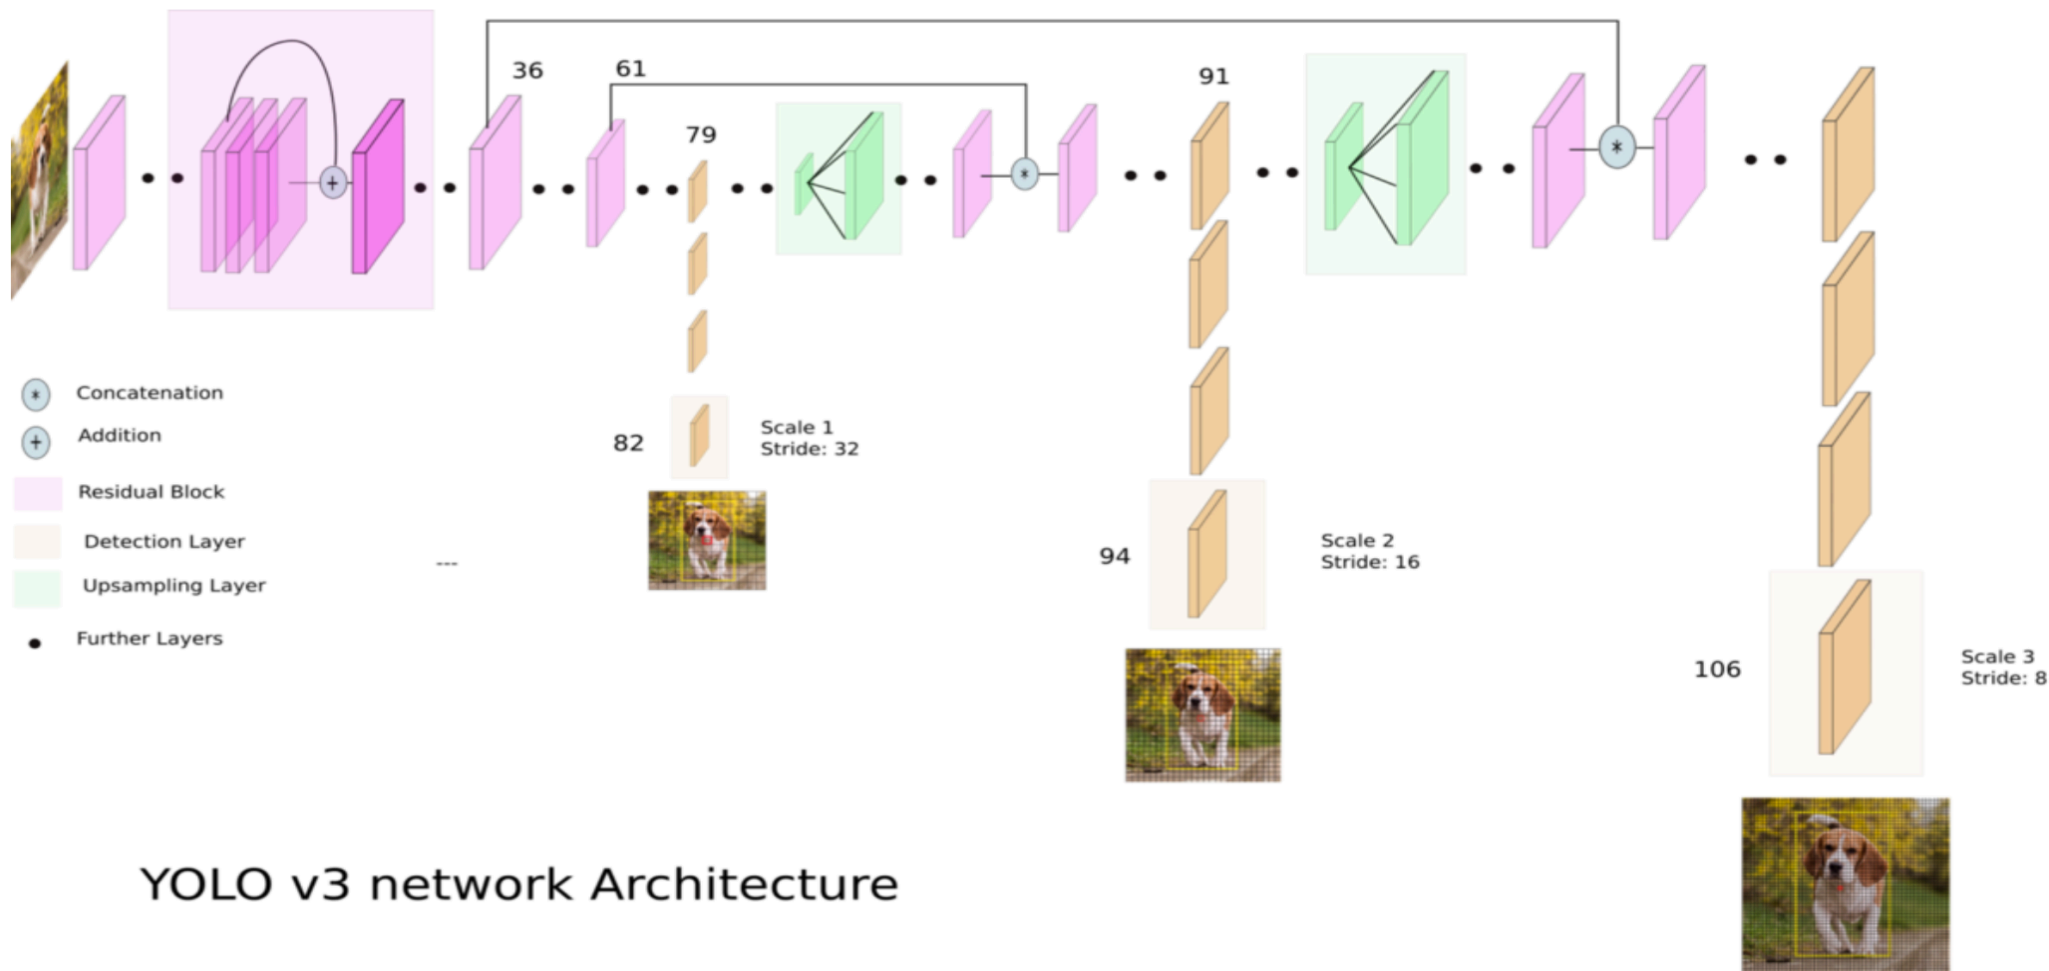 36
61
91
79
+
*
*
* Concatenation
+ Addition
Residual Block
Detection Layer
Upsampling Layer
Further Layers
---
82
Scale 1
Stride: 32
94
Scale 2
Stride: 16
106
Scale 3
Stride: 8
YOLO v3 network Architecture